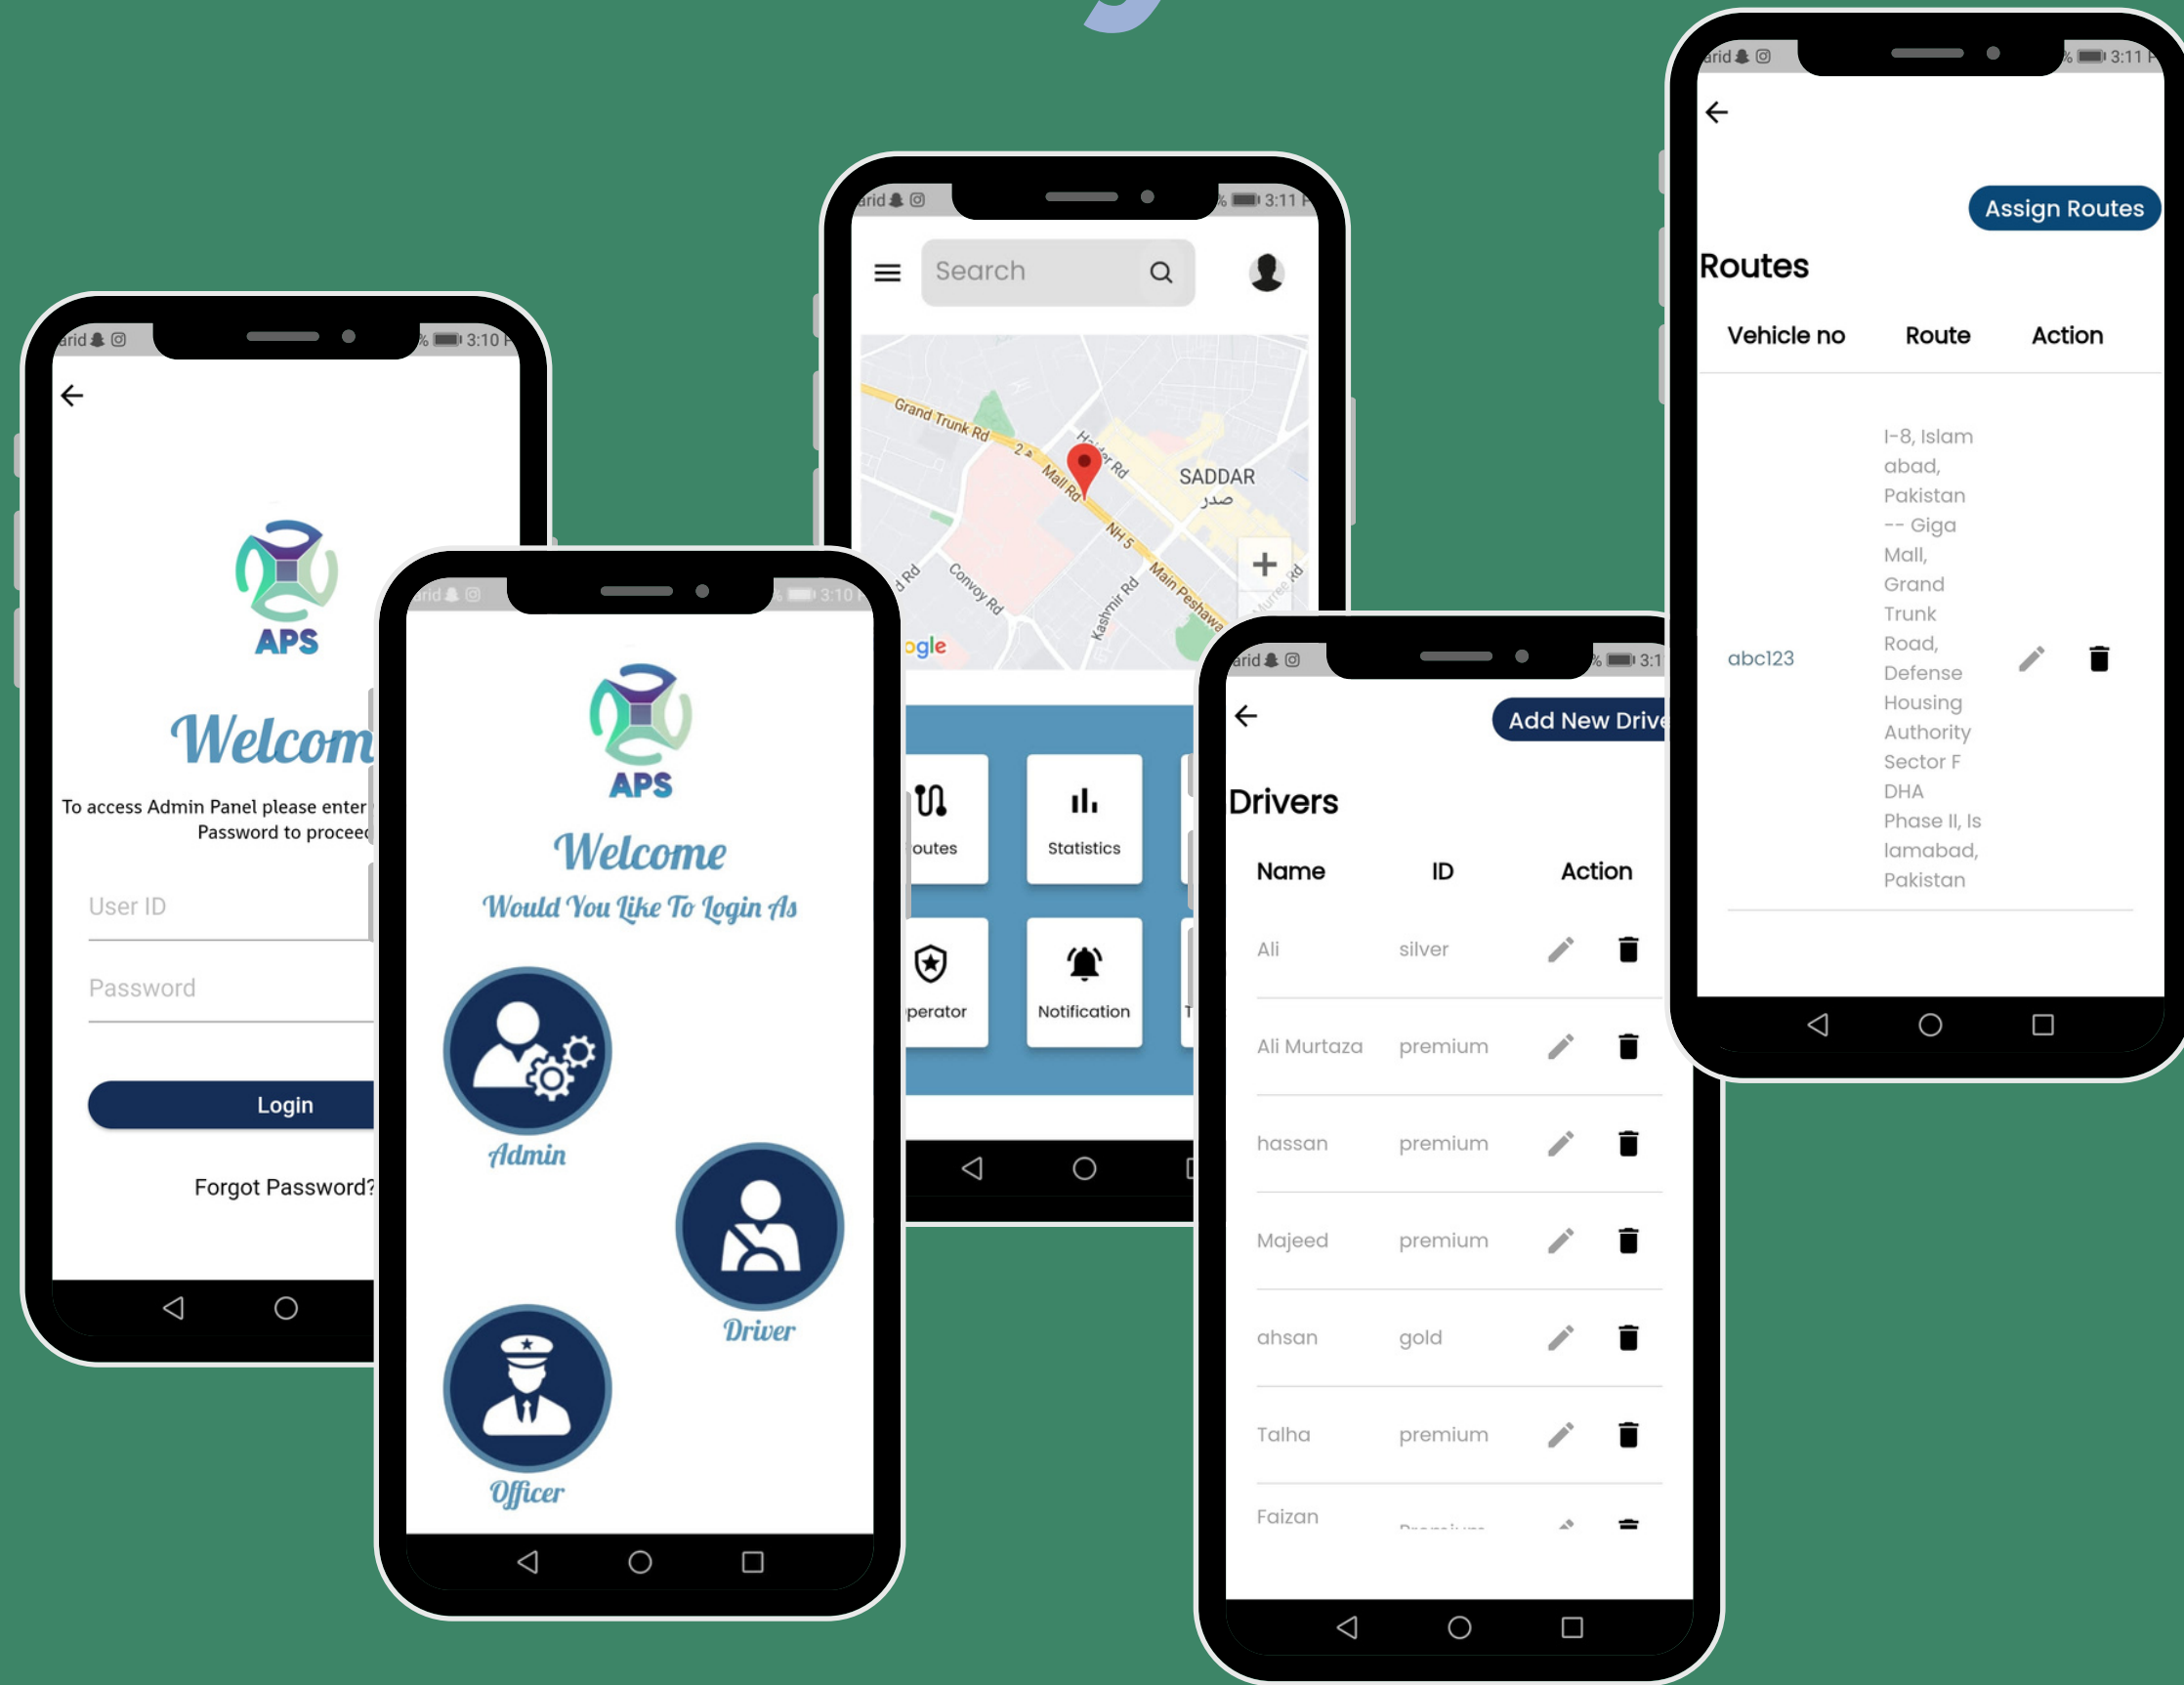 3:10
APS
Welcom
To access Admin Panel please enter
Password to proceed
User ID
Password
Login
Forgot Password?
3:10
APS
Welcome
Would You Like To Login As
Admin
Driver
Officer
3:11
Search
Grand Trunk Rd
Haider Rd
Mall Rd
SADDAR
صدر
NH 5
Main Peshawa
Convoy Rd
Kashmir Rd
Murree Rd
ogle
outes
Statistics
perator
Notification
3:1
Add New Drive
Drivers
Name ID Action
Ali silver
Ali Murtaza premium
hassan premium
Majeed premium
ahsan gold
Talha premium
Faizan
3:11
Assign Routes
Routes
Vehicle no Route Action
I-8, Islam
abad,
Pakistan
-- Giga
Mall,
Grand
Trunk
Road,
abc123
Defense
Housing
Authority
Sector F
DHA
Phase II, Is
lamabad,
Pakistan